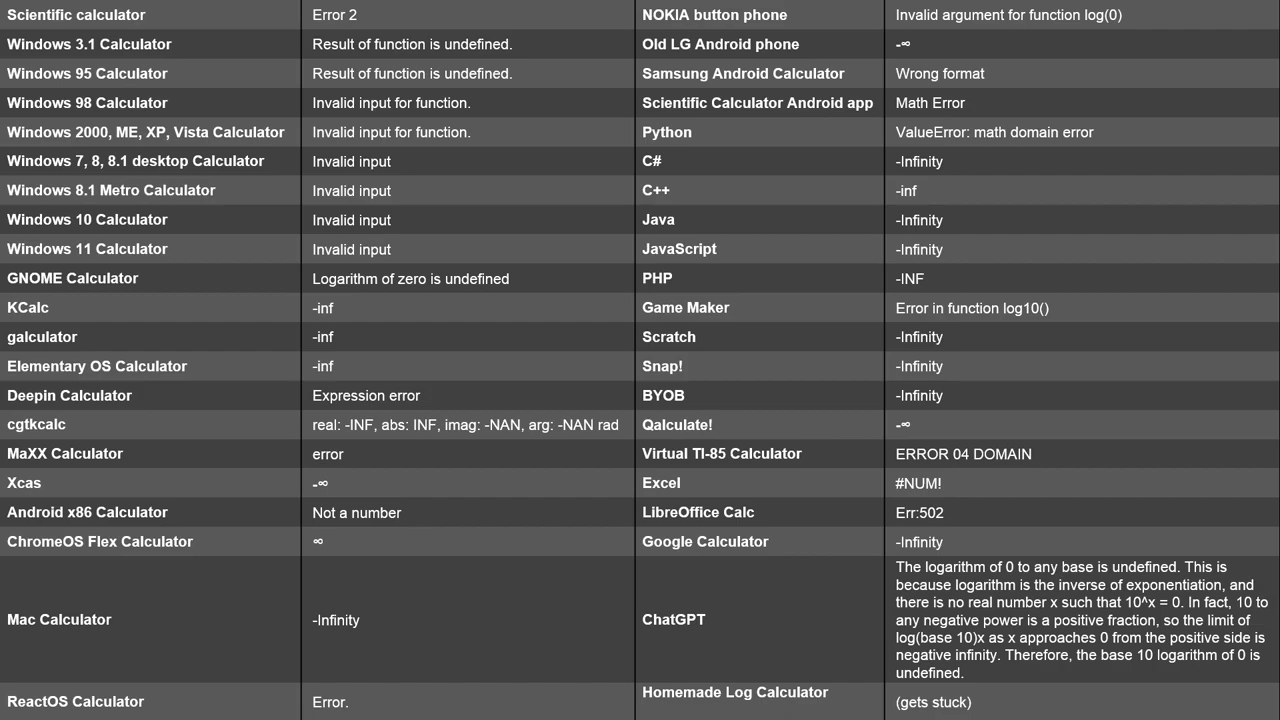 Scientific calculator Error 2 NOKIA button phone Invalid argument for function log(0)
Windows 3.1 Calculator Result of function is undefined. Old LG Android phone -∞
Windows 95 Calculator Result of function is undefined. Samsung Android Calculator Wrong format
Windows 98 Calculator Invalid input for function. Scientific Calculator Android app Math Error
Windows 2000, ME, XP, Vista Calculator Invalid input for function. Python ValueError: math domain error
Windows 7, 8, 8.1 desktop Calculator Invalid input C# -Infinity
Windows 8.1 Metro Calculator Invalid input C++ -inf
Windows 10 Calculator Invalid input Java -Infinity
Windows 11 Calculator Invalid input JavaScript -Infinity
GNOME Calculator Logarithm of zero is undefined PHP -INF
KCalc -inf Game Maker Error in function log10()
galculator -inf Scratch -Infinity
Elementary OS Calculator -inf Snap! -Infinity
Deepin Calculator Expression error BYOB -Infinity
cgtkcalc real: -INF, abs: INF, imag: -NAN, arg: -NAN rad Qalculate! -∞
MaXX Calculator error Virtual TI-85 Calculator ERROR 04 DOMAIN
Xcas -∞ Excel #NUM!
Android x86 Calculator Not a number LibreOffice Calc Err:502
ChromeOS Flex Calculator ∞ Google Calculator -Infinity
Mac Calculator -Infinity ChatGPT
The logarithm of 0 to any base is undefined. This is
because logarithm is the inverse of exponentiation, and
there is no real number x such that 10^x = 0. In fact, 10 to
any negative power is a positive fraction, so the limit of
log(base 10)x as x approaches 0 from the positive side is
negative infinity. Therefore, the base 10 logarithm of 0 is
undefined.
ReactOS Calculator Error. Homemade Log Calculator (gets stuck)